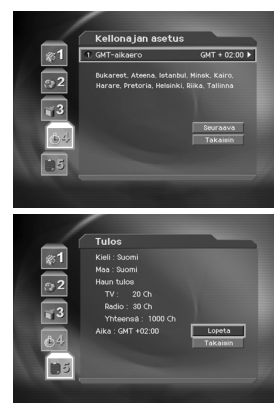 Kellonajan asetus
1 GMT-aikaero GMT + 02:00
Bukarest, Ateena, Istanbul, Minsk, Kairo,
Harare, Pretoria, Helsinki, Riika, Tallinna
Seuraava
Takaisin
1
2
3
4
5
Tulos
Kieli : Suomi
Maa : Suomi
Haun tulos
TV : 20 Ch
Radio : 30 Ch
Yhteensä : 1000 Ch
Aika : GMT +02:00
Lopeta
Takaisin
1
2
3
4
5